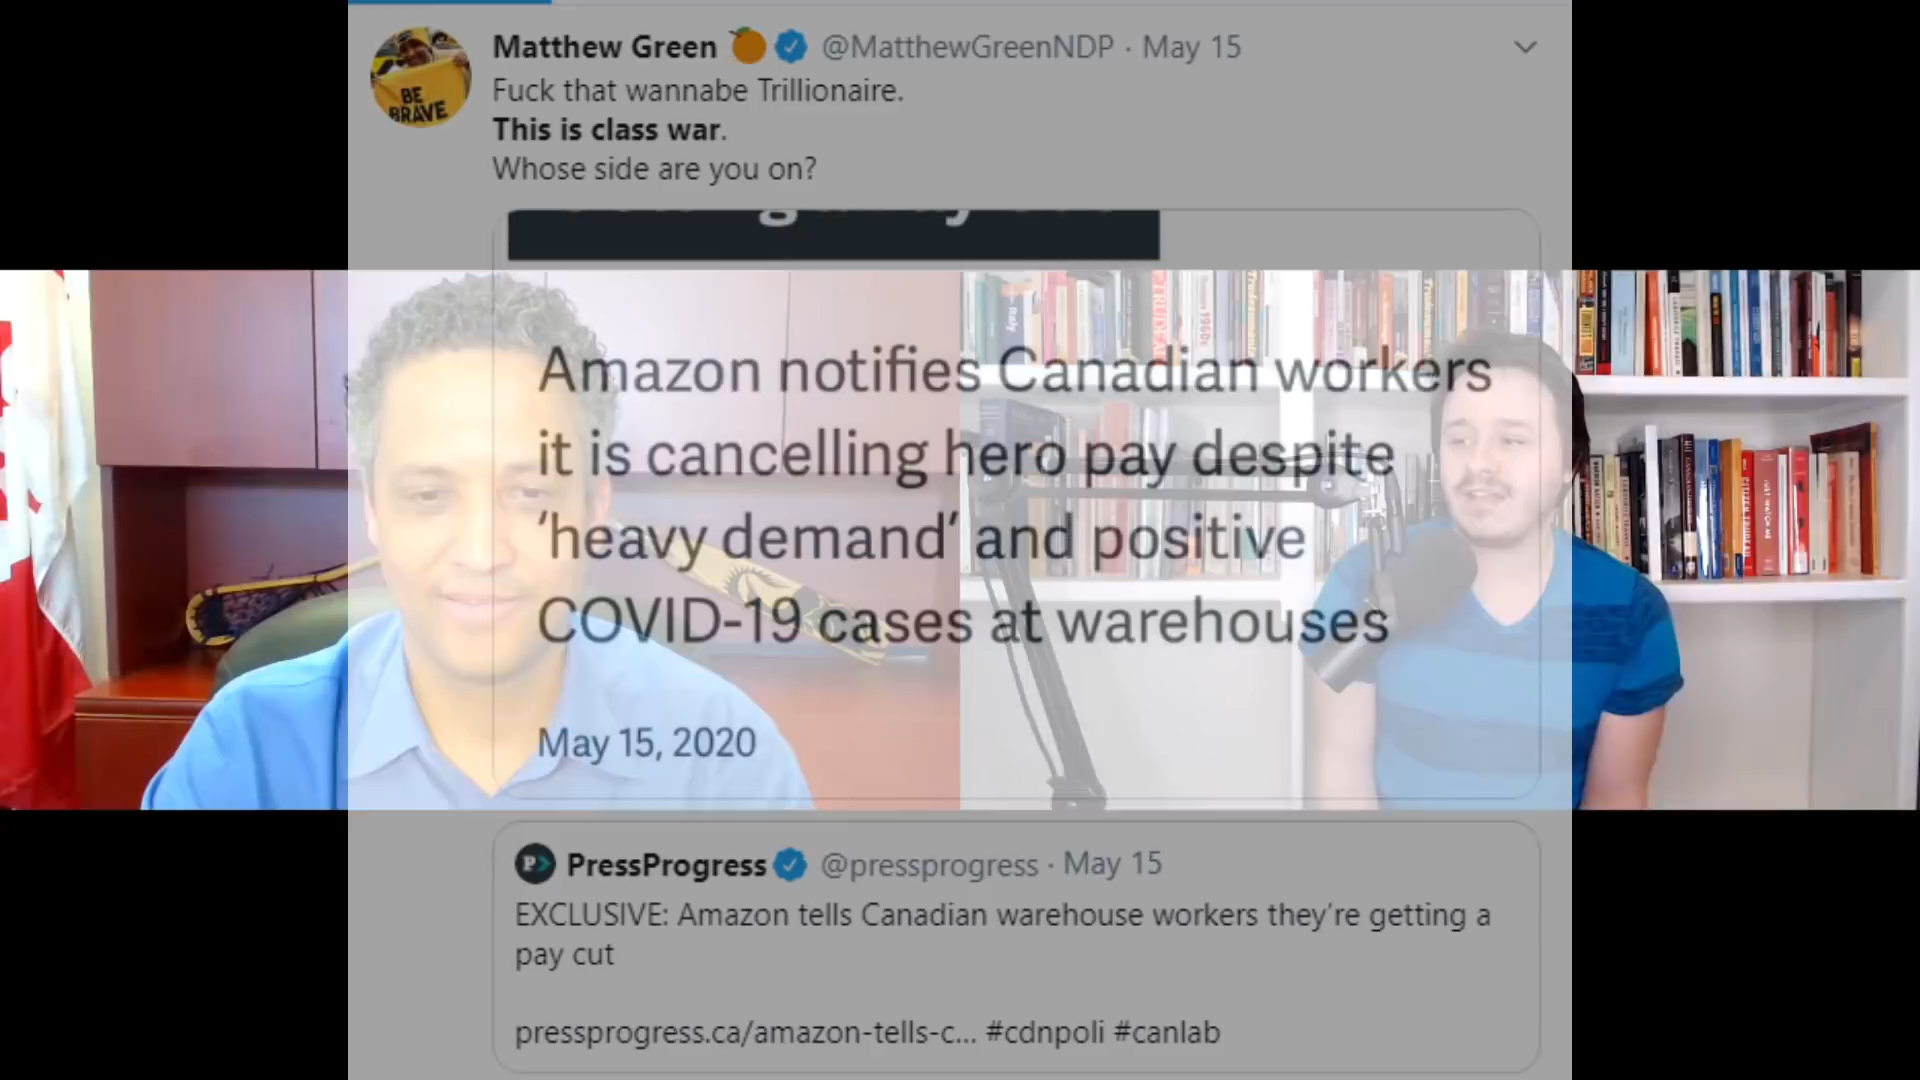 Matthew Green @MatthewGreenNDP · May 15
Fuck that wannabe Trillionaire.
This is class war.
Whose side are you on?
BE
BRAVE
Amazon notifies Canadian workers
it is cancelling hero pay despite
‘heavy demand’ and positive
COVID-19 cases at warehouses
May 15, 2020
PressProgress @pressprogress · May 15
EXCLUSIVE: Amazon tells Canadian warehouse workers they’re getting a
pay cut
pressprogress.ca/amazon-tells-c... #cdnpoli #canlab